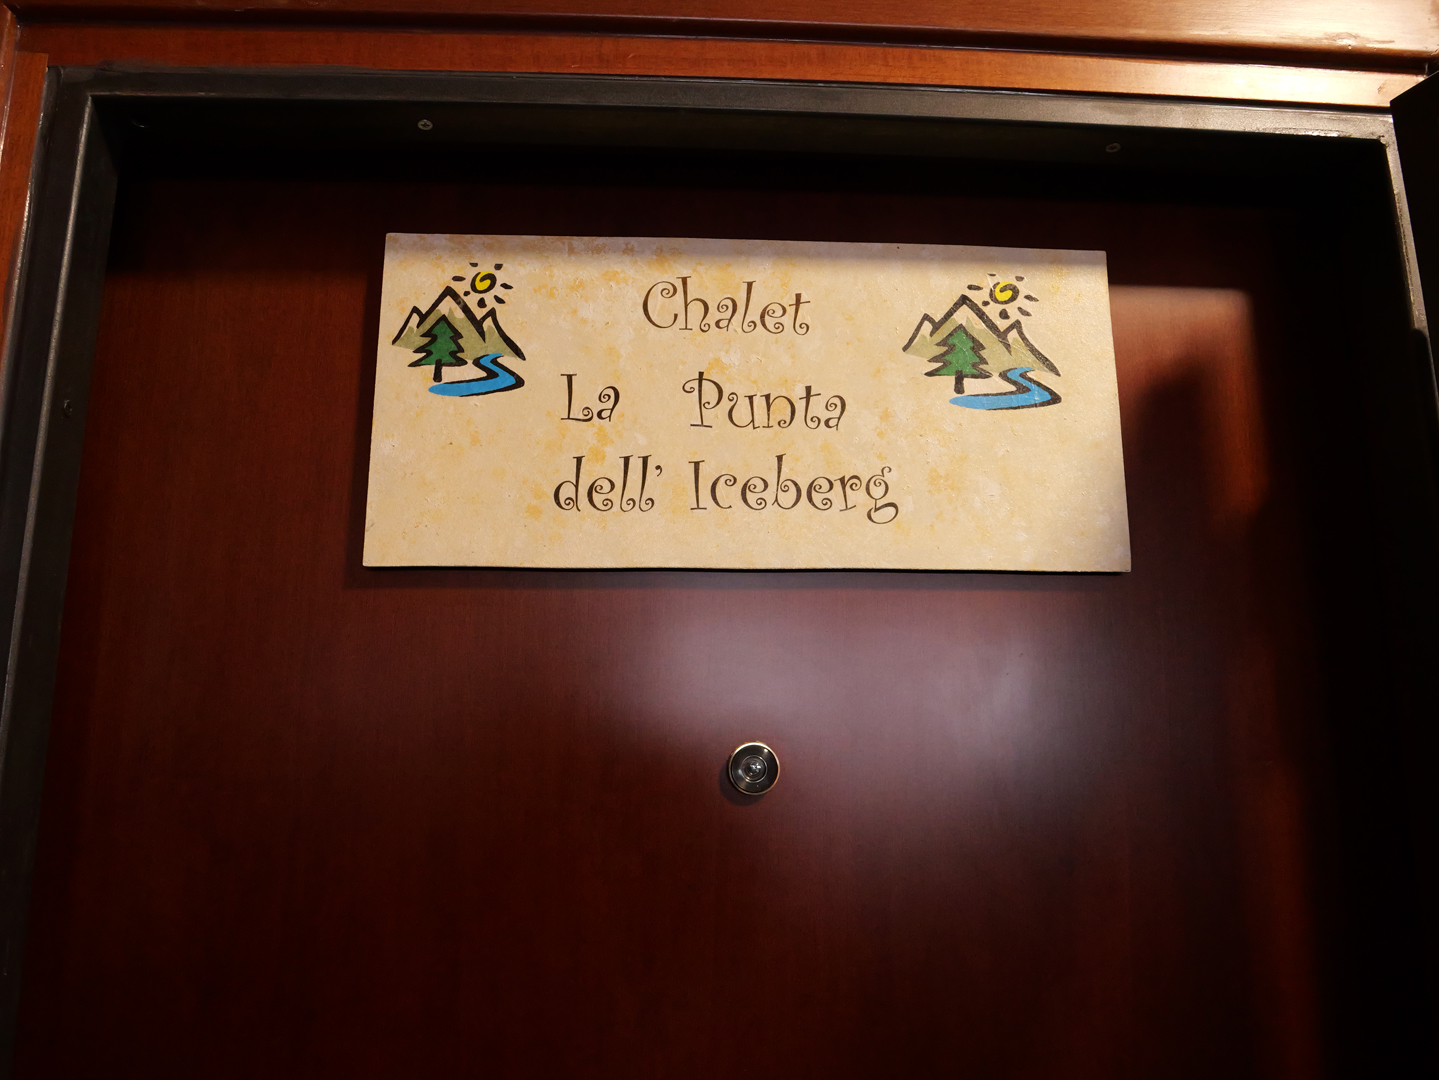 Chalet
La Punta
dell' Iceberg